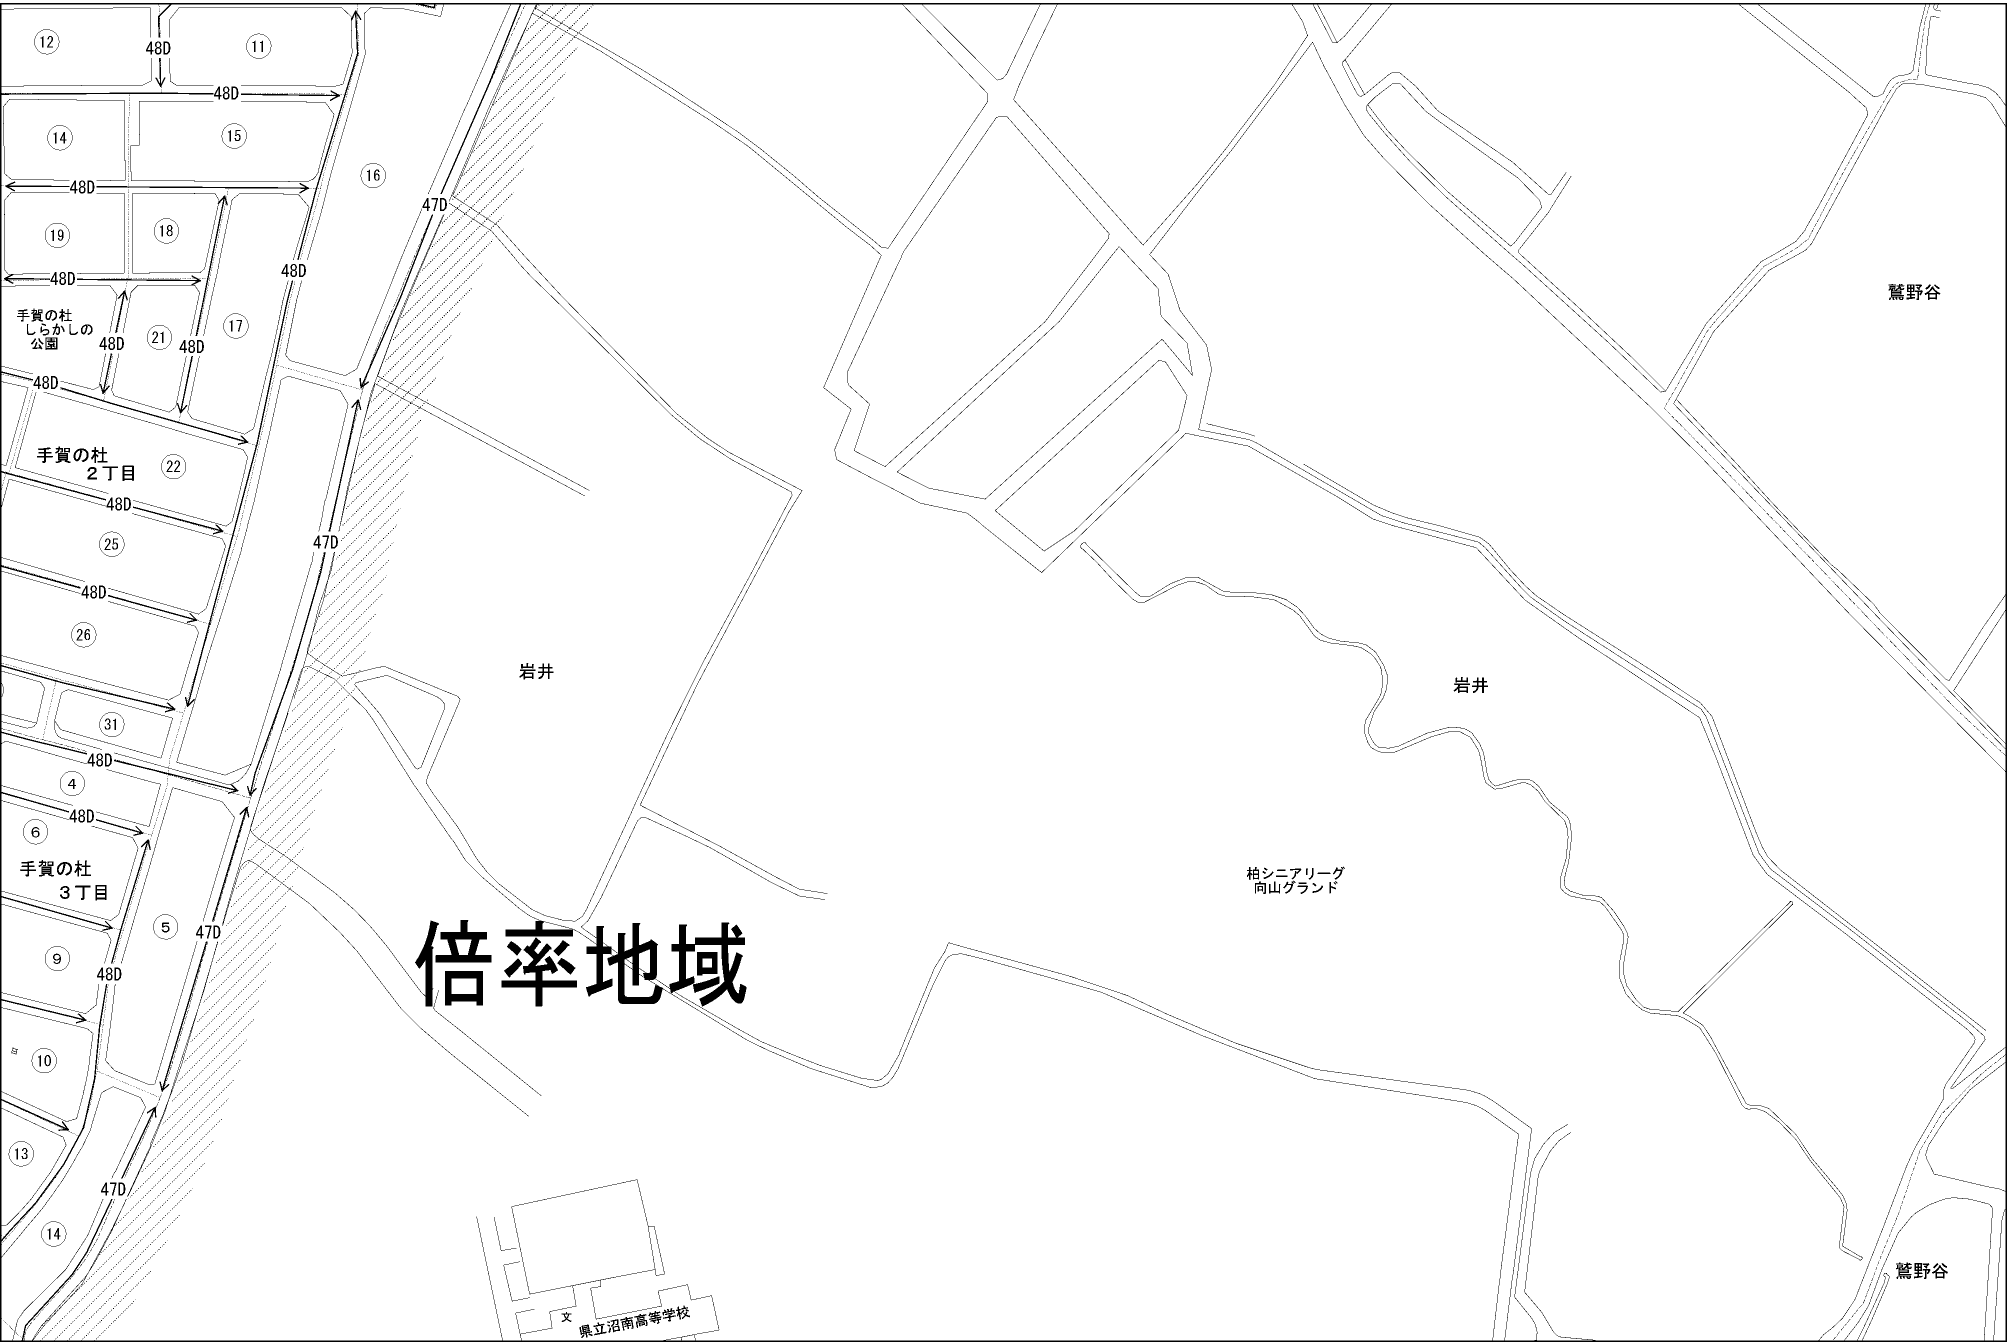 12
48D
11
48D
14
15
16
48D
47D
19
18
48D
48D
手賀の杜
しらかしの
公園
48D
21
48D
17
鷲野谷
48D
手賀の杜
2丁目
22
48D
25
47D
48D
26
岩井
岩井
31
48D
4
48D
6
手賀の杜
3丁目
柏シニアリーグ
向山グランド
5
47D
倍率地域
9
48D
10
13
47D
14
鷲野谷
文
県立沼南高等学校